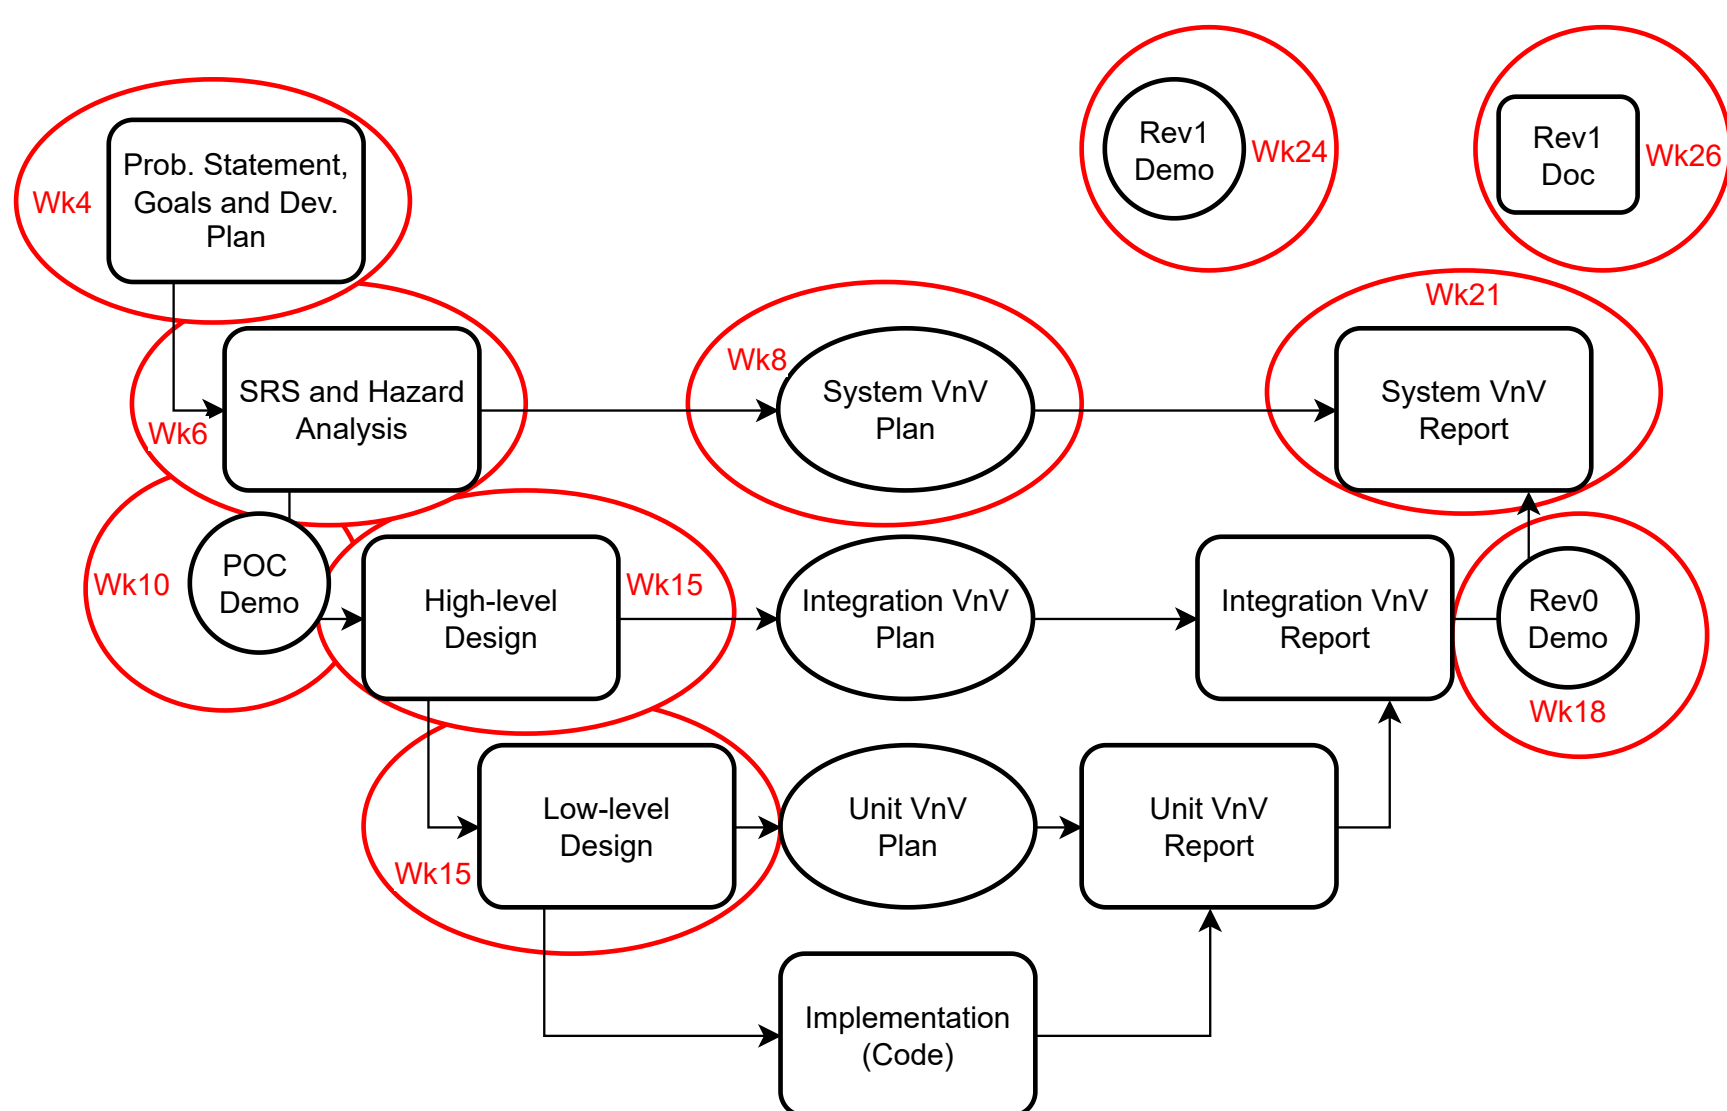 Rev1
Demo
Wk24
Rev1
Doc
Wk26
Prob. Statement,
Goals and Dev.
Plan
Wk4
SRS and Hazard
Analysis
Wk6
Wk8
System VnV
Plan
Wk21
System VnV
Report
POC
Demo
Wk10
High-level
Design
Wk15
Integration VnV
Plan
Integration VnV
Report
Rev0
Demo
Wk18
Low-level
Design
Wk15
Unit VnV
Plan
Unit VnV
Report
Implementation
(Code)